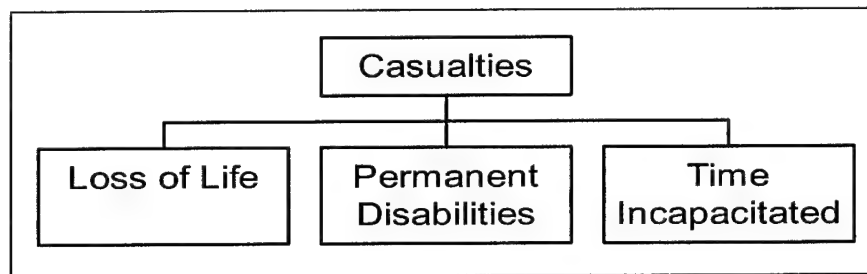 Casualties
Loss of Life
Permanent
Disabilities
Time
Incapacitated